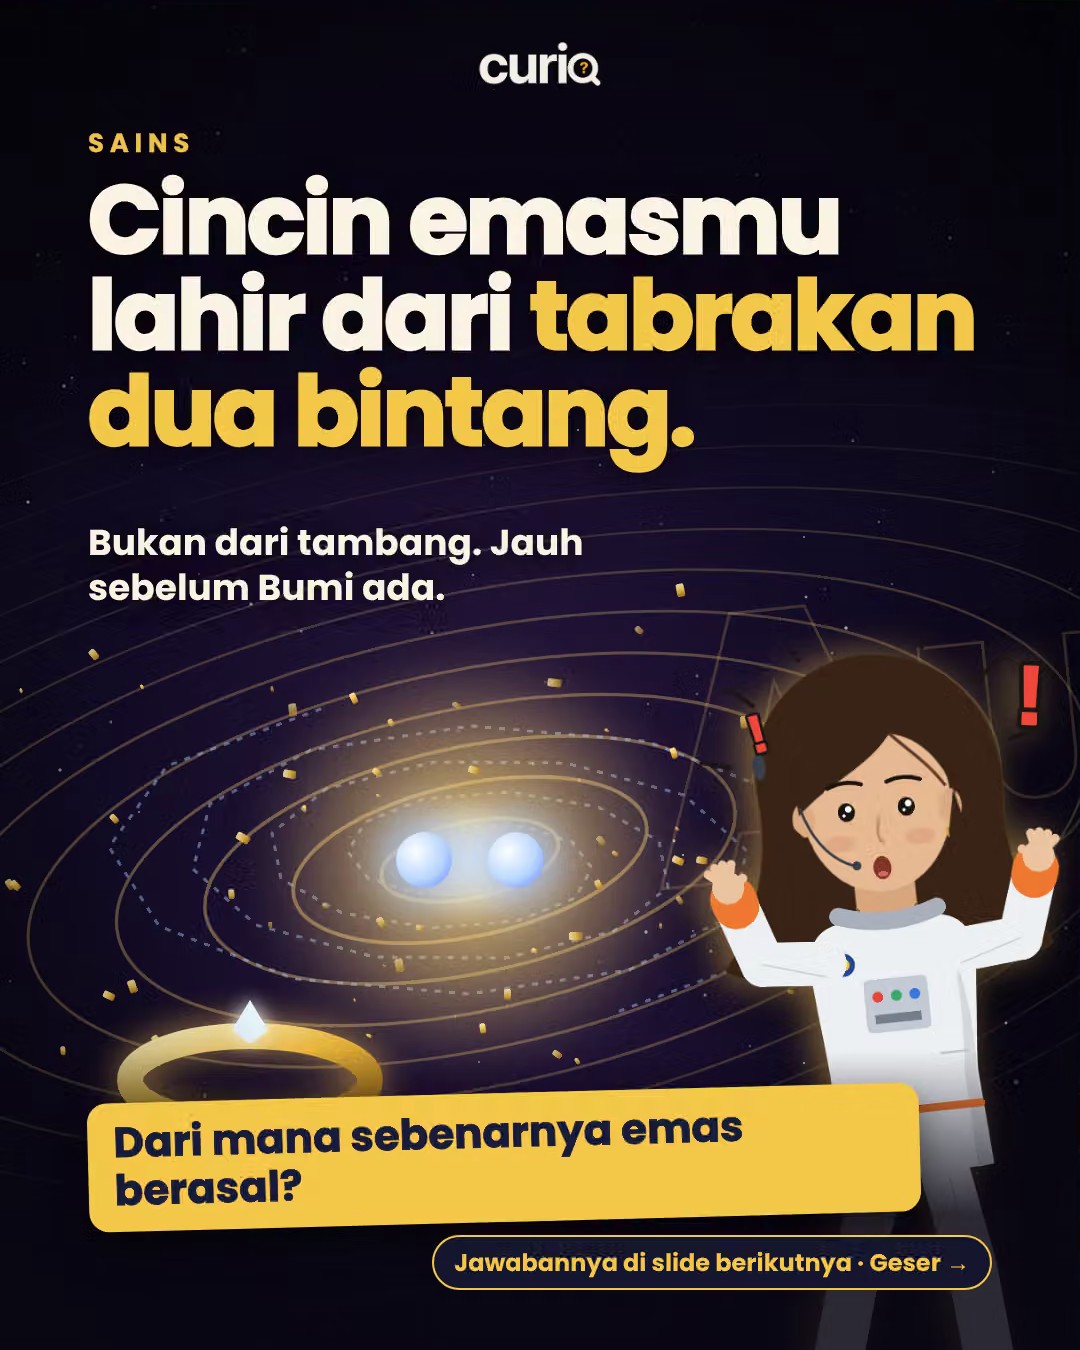 curiQ
SAINS
Cincin emasmu
lahir dari tabrakan
dua bintang.
Bukan dari tambang. Jauh
sebelum Bumi ada.
!
!
Dari mana sebenarnya emas
berasal?
Jawabannya di slide berikutnya · Geser →